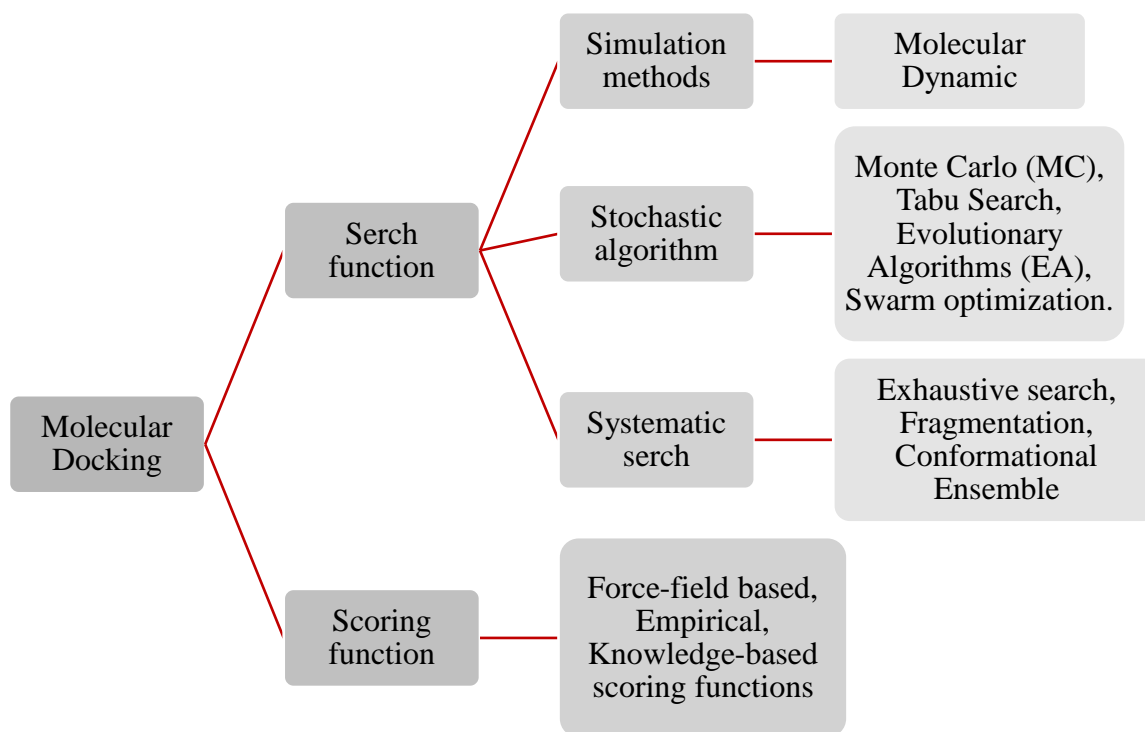 Molecular
Docking
Serch
function
Simulation
methods
Molecular
Dynamic
Stochastic
algorithm
Monte Carlo (MC),
Tabu Search,
Evolutionary
Algorithms (EA),
Swarm optimization.
Systematic
serch
Exhaustive search,
Fragmentation,
Conformational
Ensemble
Scoring
function
Force-field based,
Empirical,
Knowledge-based
scoring functions